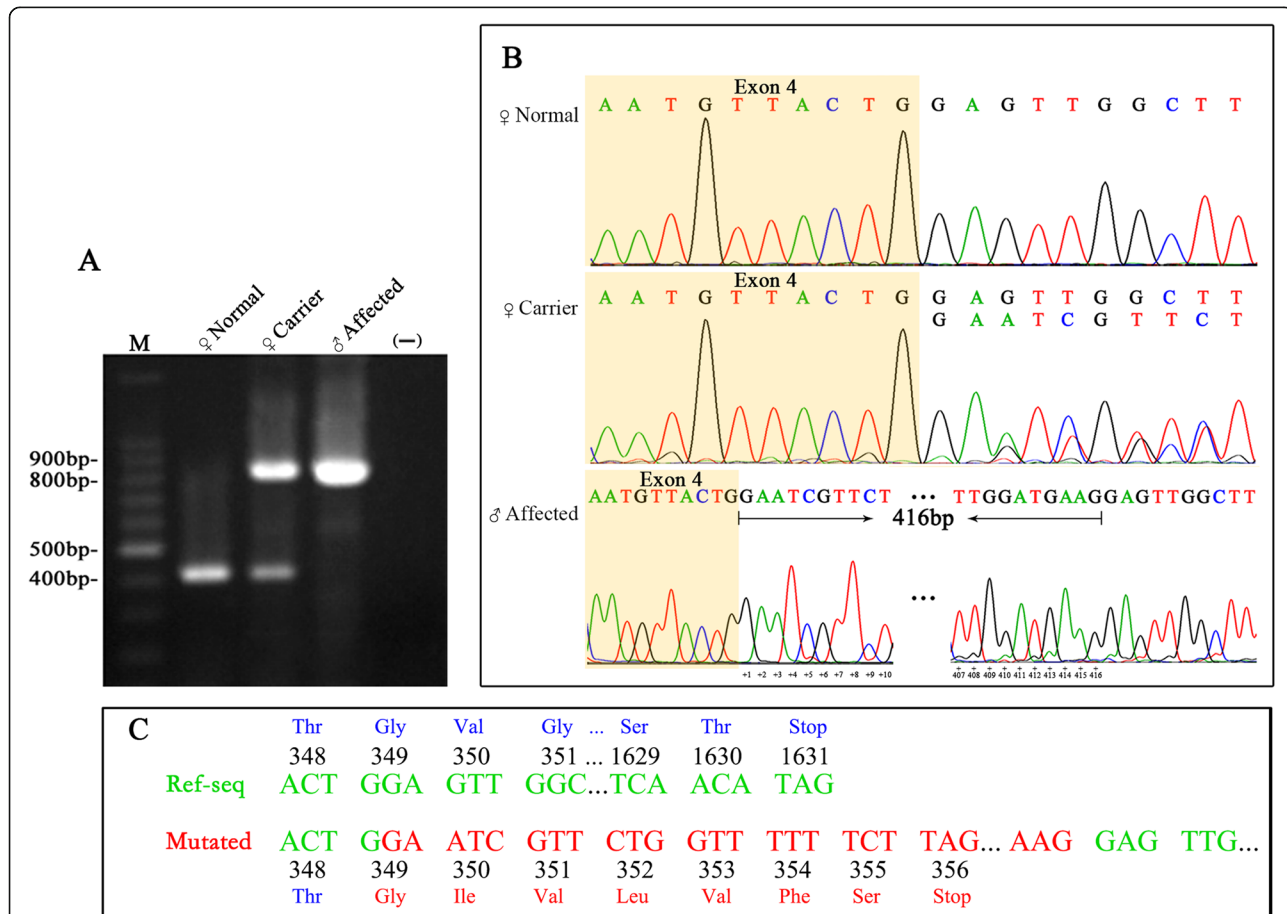 A
M
♀ Normal
♀ Carrier
♂ Affected
(−)
900bp-
800bp-
500bp-
400bp-
B
Exon 4
♀ Normal
A A T G T T A C T G G A G T T G G C T T
Exon 4
♀ Carrier
A A T G T T A C T G G A G T T G G C T T
G A A T C G T T C T
Exon 4
♂ Affected
AATGTTACTGGAATCGTTCT ... TTGGATGAAGGAGTTGGCTT
416bp
...
+1 +2 +3 +4 +5 +6 +7 +8 +9 +10
+ + + + + + + + + +
407 408 409 410 411 412 413 414 415 416
C
Thr Gly Val Gly ... Ser Thr Stop
348 349 350 351 ... 1629 1630 1631
Ref-seq ACT GGA GTT GGC...TCA ACA TAG
Mutated ACT GGA ATC GTT CTG GTT TTT TCT TAG... AAG GAG TTG...
348 349 350 351 352 353 354 355 356
Thr Gly Ile Val Leu Val Phe Ser Stop